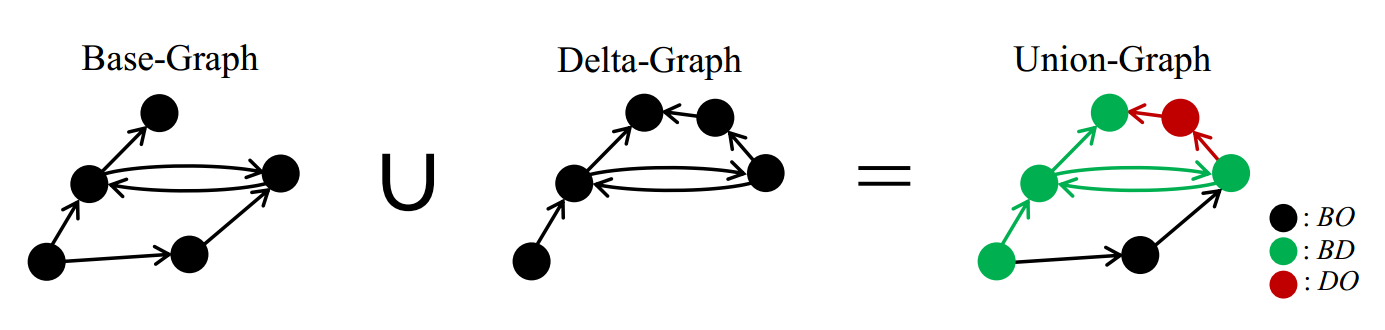 Base-Graph
Delta-Graph
Union-Graph
∪
=
: BO
: BD
: DO